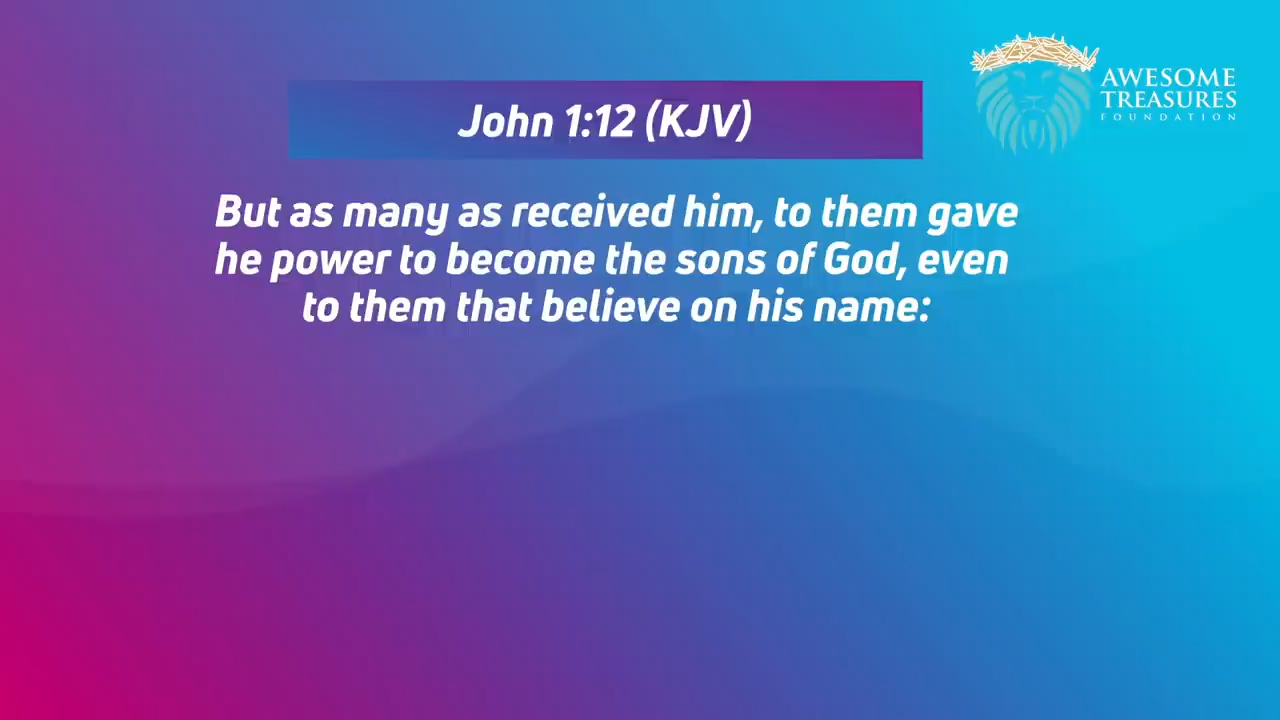 John 1:12 (KJV)
AWESOME
TREASURES
FOUNDATION
But as many as received him, to them gave
he power to become the sons of God, even
to them that believe on his name: